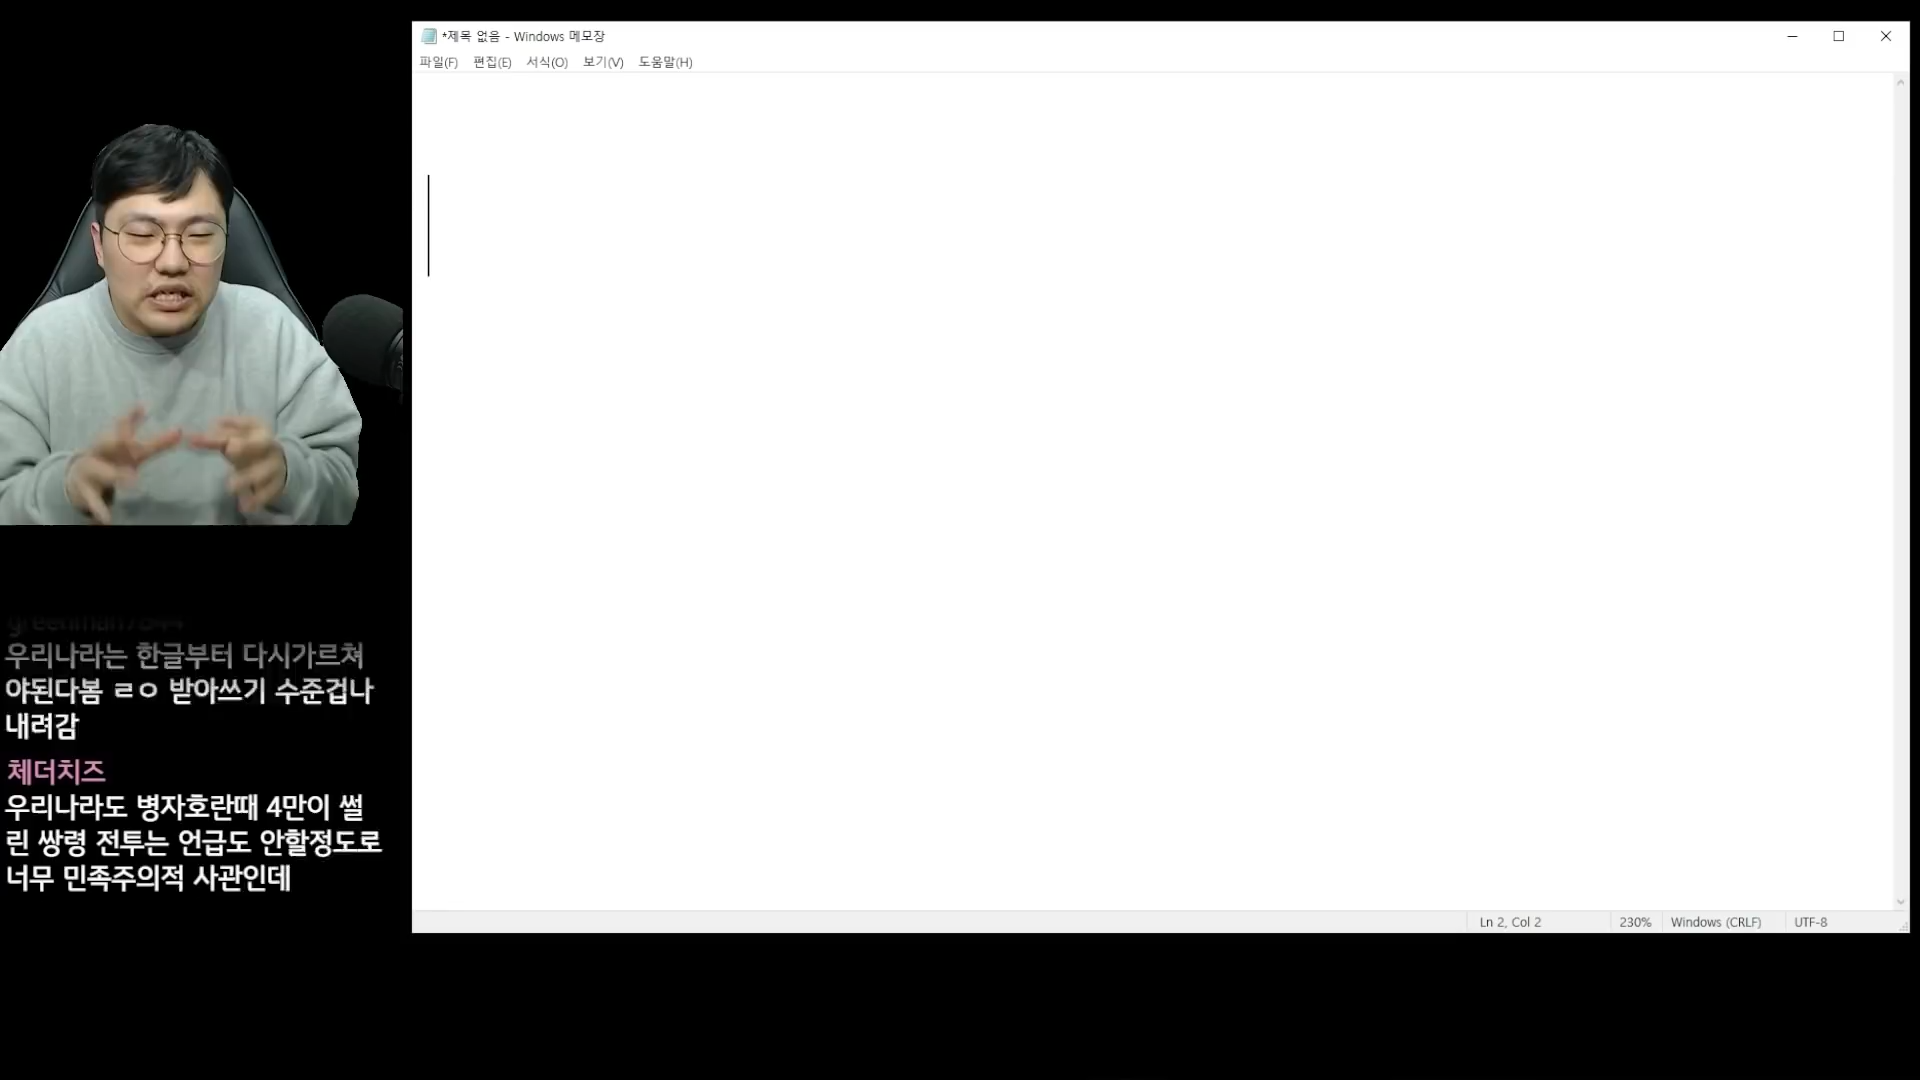 *제목 없음 - Windows 메모장
파일(F) 편집(E) 서식(O) 보기(V) 도움말(H)
우리나라는 한글부터 다시가르쳐
야된다봄 ㄹㅇ 받아쓰기 수준겁나
내려감
체더치즈
우리나라도 병자호란때 4만이 썰
린 쌍령 전투는 언급도 안할정도로
너무 민족주의적 사관인데
Ln 2, Col 2 230% Windows (CRLF) UTF-8